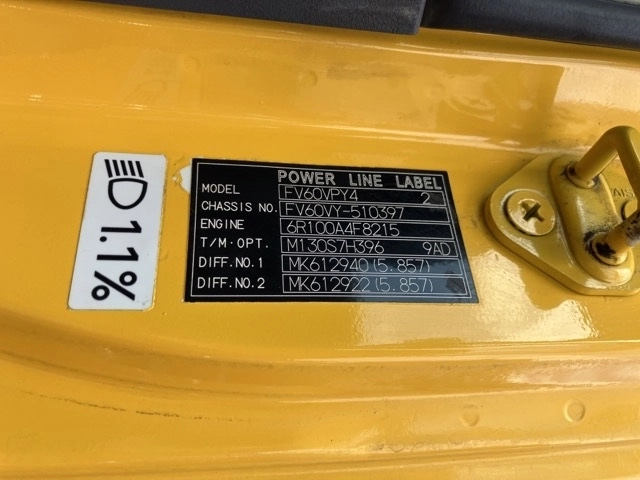 POWER LINE LABEL
MODEL FV60VPY4 2
CHASSIS NO. FV60VY-510397
ENGINE 6R100A4F8215
T/M·OPT. M130S7H396 9AD
DIFF.NO.1 MK612940(5.857)
DIFF.NO.2 MK612922(5.857)
1.1%